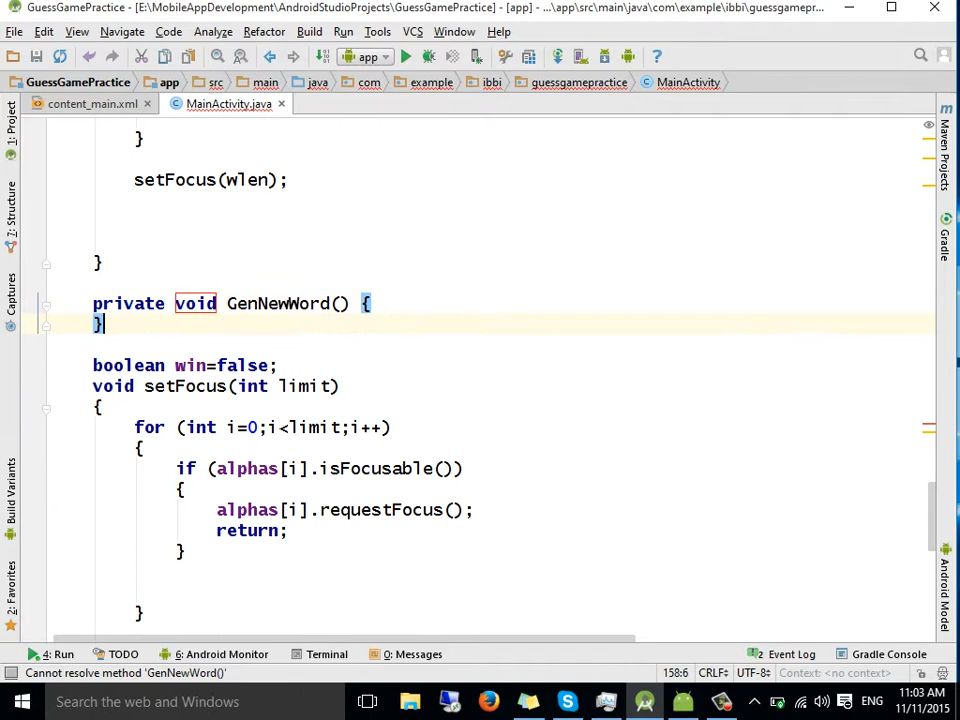 GuessGamePractice - [E:\MobileAppDevelopment\AndroidStudioProjects\GuessGamePractice] - [app] - ...\app\src\main\java\com\example\ibbi\guessgamepr...
File Edit View Navigate Code Analyze Refactor Build Run Tools VCS Window Help
app
GuessGamePractice app src main java com example ibbi guessgamepractice MainActivity
content_main.xml MainActivity.java
1: Project
7: Structure
Captures
Build Variants
2: Favorites
}
setFocus(wlen);
}
private void GenNewWord() {
}
boolean win=false;
void setFocus(int limit)
{
for (int i=0;i<limit;i++)
{
if (alphas[i].isFocusable())
{
alphas[i].requestFocus();
return;
}
}
Maven Projects
Gradle
Android Model
4: Run TODO 6: Android Monitor Terminal 0: Messages 2 Event Log Gradle Console
Cannot resolve method 'GenNewWord()' 158:6 CRLF UTF-8 Context: <no context>
Search the web and Windows ENG 11:03 AM
11/11/2015